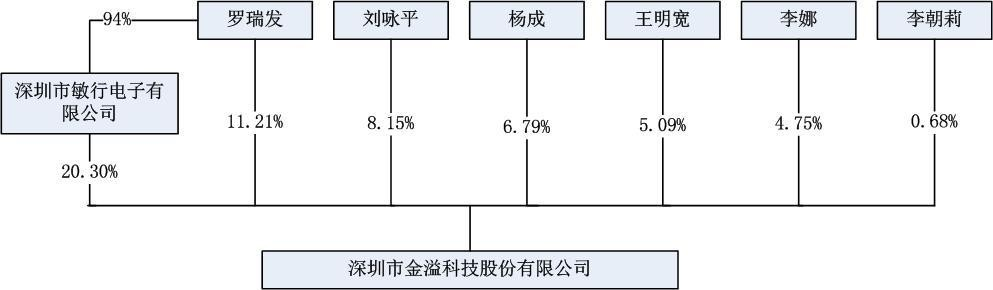 94%
罗瑞发
刘咏平
杨成
王明宽
李娜
李朝莉
深圳市敏行电子有
限公司
11.21%
8.15%
6.79%
5.09%
4.75%
0.68%
20.30%
深圳市金溢科技股份有限公司